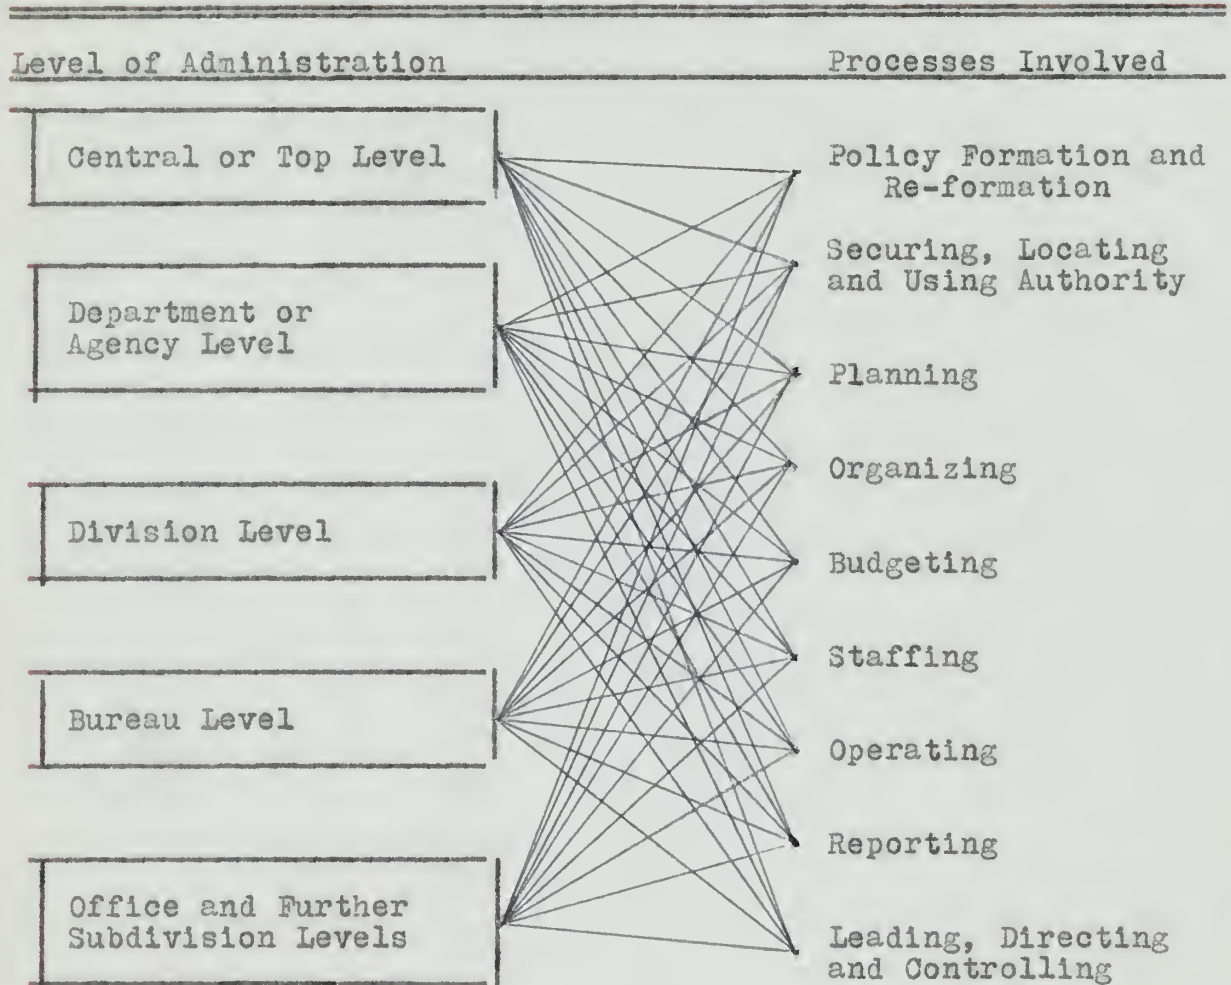 Level of Administration
Processes Involved
Central or Top Level
Policy Formation and
Re-formation
Securing, Locating
and Using Authority
Department or
Agency Level
Planning
Organizing
Division Level
Budgeting
Staffing
Bureau Level
Operating
Reporting
Office and Further
Subdivision Levels
Leading, Directing
and Controlling